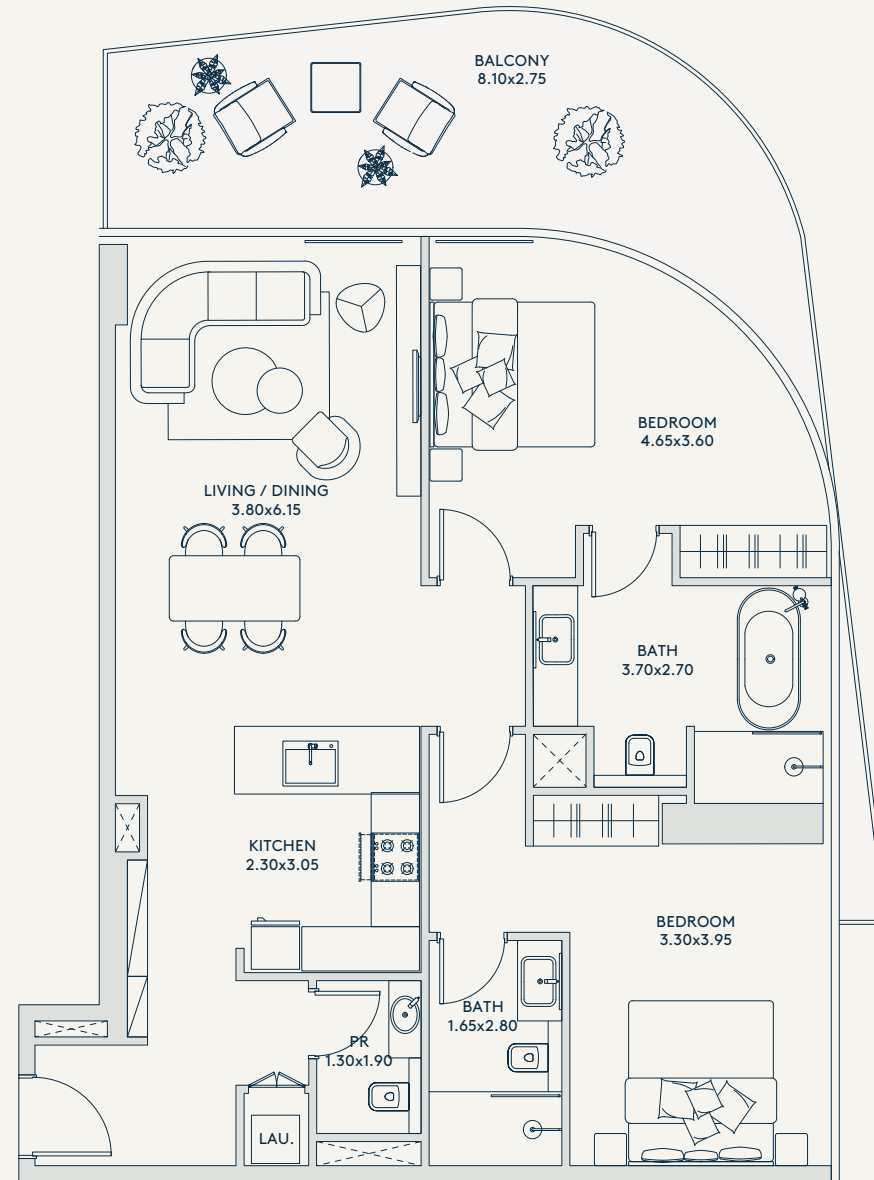 BALCONY
8.10x2.75
BEDROOM
4.65x3.60
LIVING / DINING
3.80x6.15
BATH
3.70x2.70
KITCHEN
2.30x3.05
BEDROOM
3.30x3.95
BATH
1.65x2.80
PR
1.30x1.90
LAU.